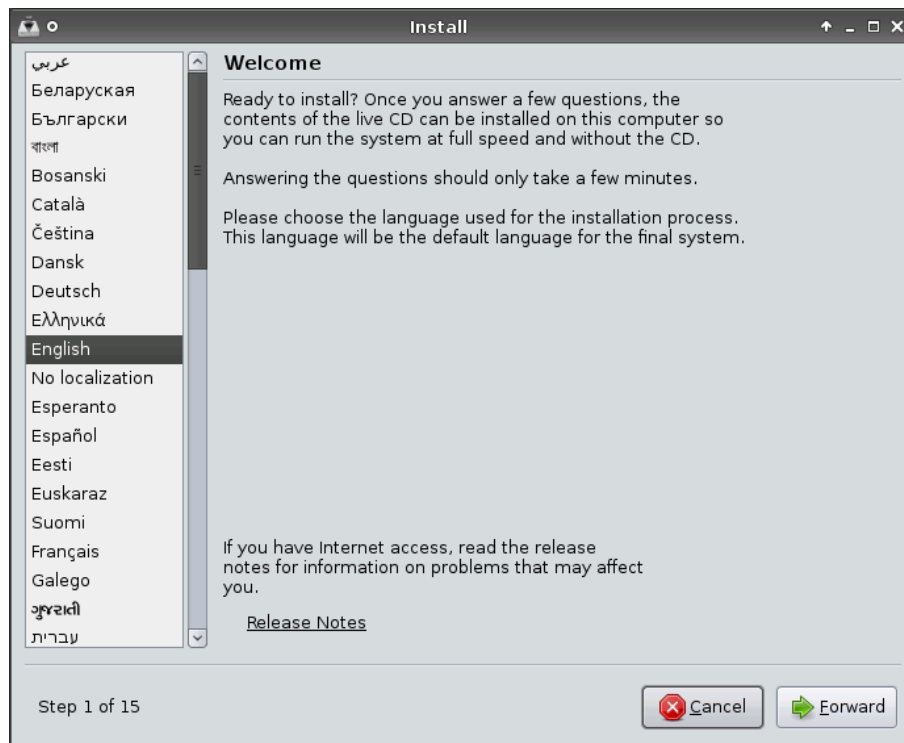 Install
عربي
Беларуская
Български
বাংলা
Bosanski
Català
Čeština
Dansk
Deutsch
Ελληνικά
English
No localization
Esperanto
Español
Eesti
Euskaraz
Suomi
Français
Galego
ગુજરાતી
עברית
Welcome
Ready to install? Once you answer a few questions, the
contents of the live CD can be installed on this computer so
you can run the system at full speed and without the CD.
Answering the questions should only take a few minutes.
Please choose the language used for the installation process.
This language will be the default language for the final system.
If you have Internet access, read the release
notes for information on problems that may affect
you.
Release Notes
Step 1 of 15
Cancel
Forward